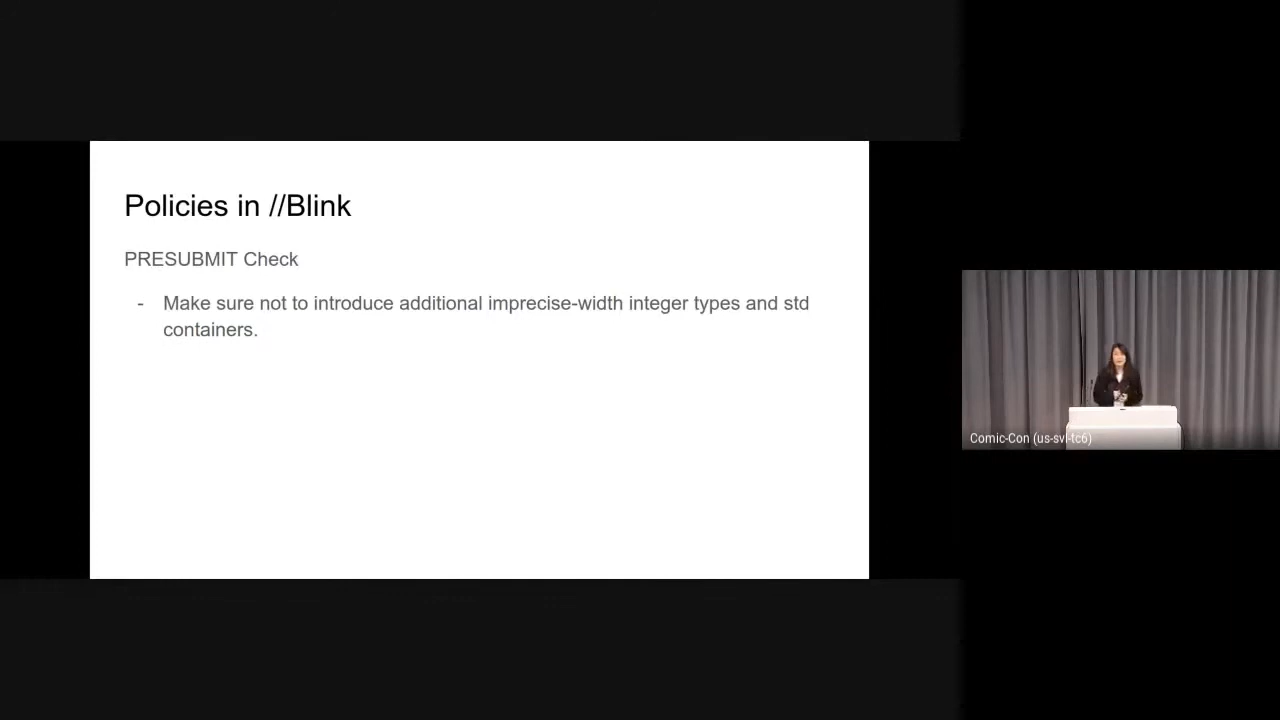 Policies in //Blink
PRESUBMIT Check
- Make sure not to introduce additional imprecise-width integer types and std
containers.
Comic-Con (us-svl-tc6)